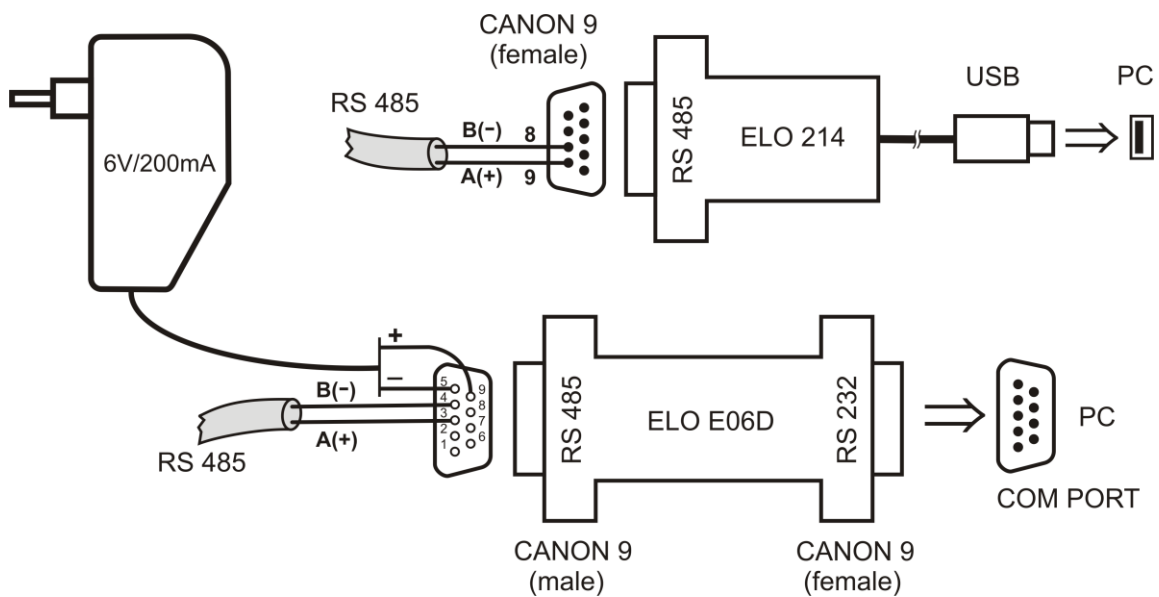 CANON 9
(female)
RS 485
B(−) 8
A(+) 9
RS 485
ELO 214
USB
PC
6V/200mA
+
−
B(−)
A(+)
RS 485
5
4
3
2
1
9
8
7
6
RS 485
ELO E06D
RS 232
PC
COM PORT
CANON 9
(male)
CANON 9
(female)